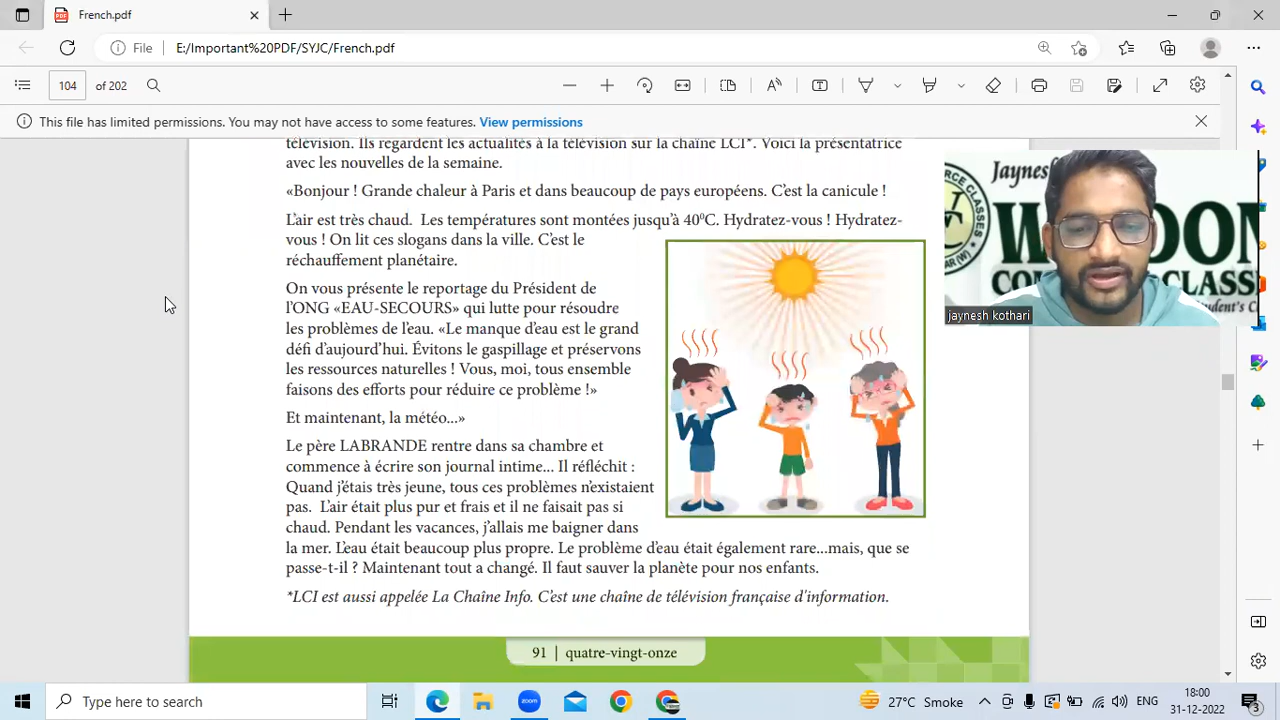 French.pdf
File
E:/Important%20PDF/SYJC/French.pdf
104 of 202
This file has limited permissions. You may not have access to some features. View permissions
télévision. Ils regardent les actualités à la télévision sur la chaîne LCI*. Voici la présentatrice
avec les nouvelles de la semaine.
«Bonjour ! Grande chaleur à Paris et dans beaucoup de pays européens. C'est la canicule !
L'air est très chaud. Les températures sont montées jusqu'à 40⁰C. Hydratez-vous ! Hydratez-
vous ! On lit ces slogans dans la ville. C'est le
réchauffement planétaire.
On vous présente le reportage du Président de
l'ONG «EAU-SECOURS» qui lutte pour résoudre
les problèmes de l'eau. «Le manque d'eau est le grand
défi d'aujourd'hui. Évitons le gaspillage et préservons
les ressources naturelles ! Vous, moi, tous ensemble
faisons des efforts pour réduire ce problème !»
Et maintenant, la météo...»
Le père LABRANDE rentre dans sa chambre et
commence à écrire son journal intime... Il réfléchit :
Quand j'étais très jeune, tous ces problèmes n'existaient
pas. L'air était plus pur et frais et il ne faisait pas si
chaud. Pendant les vacances, j'allais me baigner dans
la mer. L'eau était beaucoup plus propre. Le problème d'eau était également rare...mais, que se
passe-t-il ? Maintenant tout a changé. Il faut sauver la planète pour nos enfants.
*LCI est aussi appelée La Chaîne Info. C'est une chaîne de télévision française d'information.
91 | quatre-vingt-onze
jaynesh kothari
Type here to search
27°C Smoke
ENG
18:00
31-12-2022
3